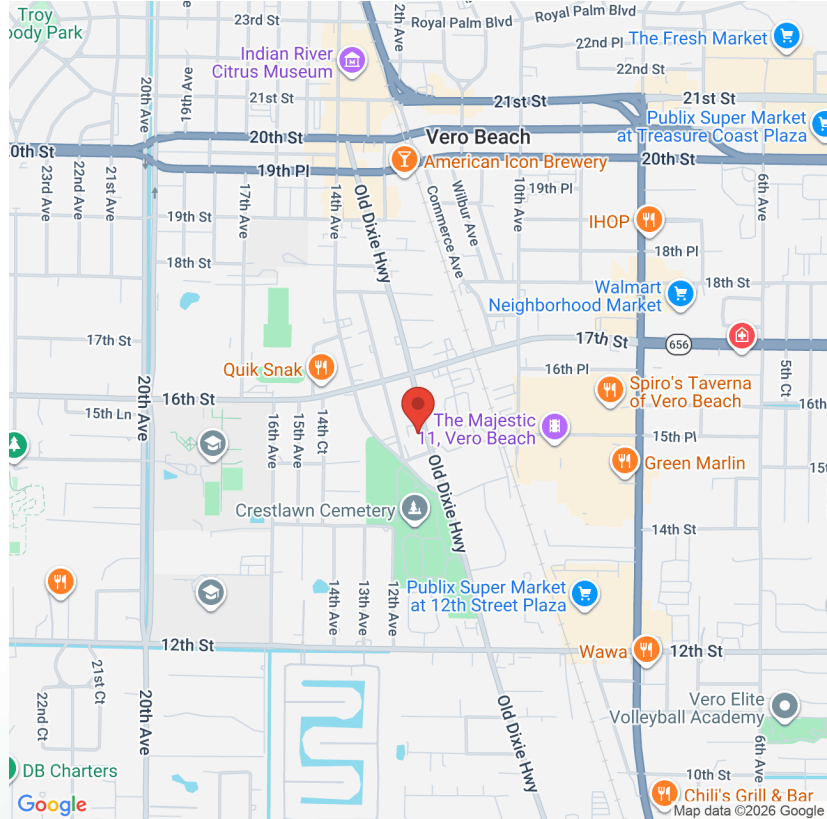 Troy
oody Park
23rd St
2th Ave
Royal Palm Blvd
Royal Palm Blvd
The Fresh Market
22nd Pl
22nd St
Indian River
Citrus Museum
20th Ave
19th Ave
21st St
21st St
21st St
Publix Super Market
at Treasure Coast Plaza
20th St
Vero Beach
0th St
19th Pl
American Icon Brewery
20th St
23rd Ave
22nd Ave
21st Ave
17th Ave
14th Ave
Old Dixie Hwy
Commerce Ave
Wilbur Ave
10th Ave
19th Pl
6th Ave
19th St
IHOP
18th Pl
18th St
18th St
Walmart
Neighborhood Market
17th St
17th St
656
Quik Snak
16th Pl
5th Ct
20th Ave
16th St
Spiro's Taverna
of Vero Beach
16th
15th Ln
16th Ave
15th Ave
14th Ct
The Majestic
11, Vero Beach
15th Pl
Green Marlin
15t
Old Dixie Hwy
Crestlawn Cemetery
14th St
14th Ave
13th Ave
12th Ave
Publix Super Market
at 12th Street Plaza
12th St
Wawa
12th St
22nd Ct
21st Ct
20th Ave
Old Dixie Hwy
Vero Elite
Volleyball Academy
6th Ave
DB Charters
10th St
Google
Chili's Grill & Bar
Map data ©2026 Google